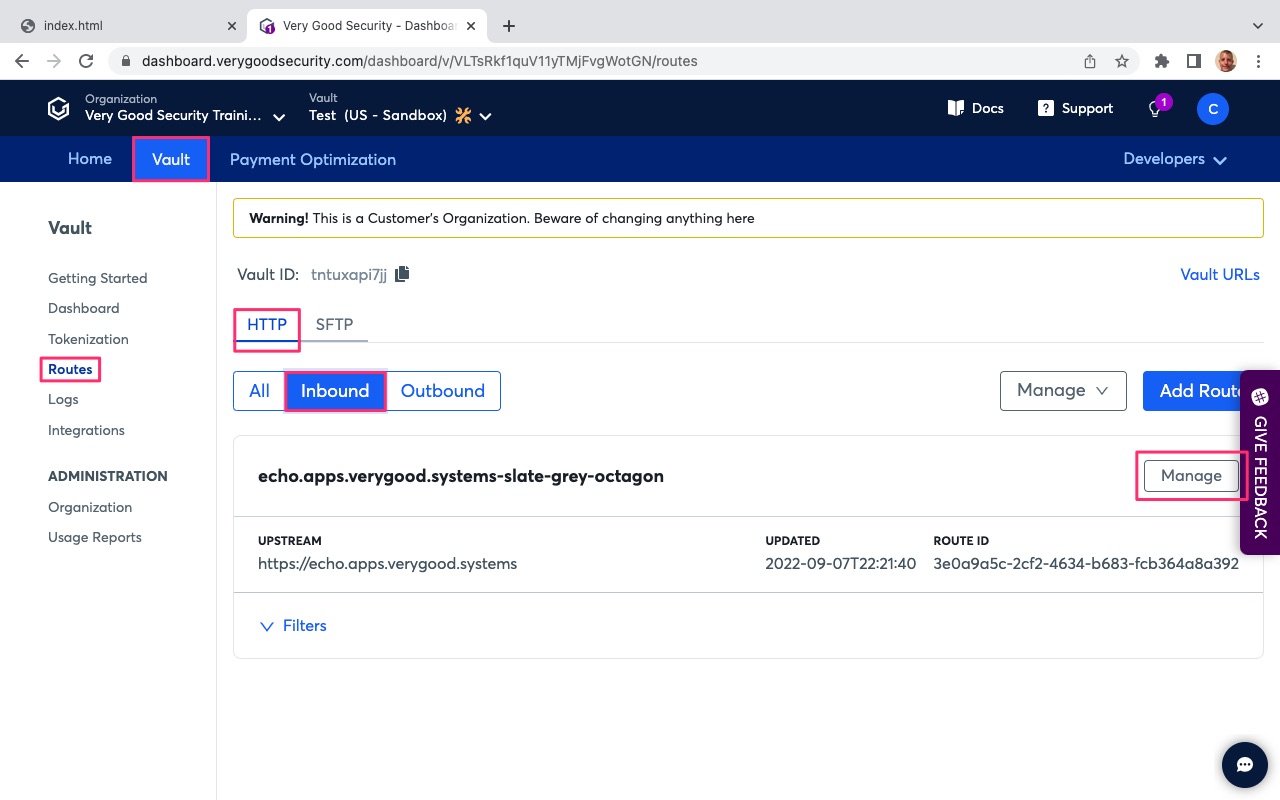 index.html
Very Good Security - Dashboa
dashboard.verygoodsecurity.com/dashboard/v/VLTsRkf1quV11yTMjFvgWotGN/routes
Organization
Very Good Security Traini...
Vault
Test (US - Sandbox)
Docs
Support
1
C
Home
Vault
Payment Optimization
Developers
Vault
Getting Started
Dashboard
Tokenization
Routes
Logs
Integrations
ADMINISTRATION
Organization
Usage Reports
Warning! This is a Customer's Organization. Beware of changing anything here
Vault ID: tntuxapi7jj
Vault URLs
HTTP
SFTP
All
Inbound
Outbound
Manage
Add Route
echo.apps.verygood.systems-slate-grey-octagon
Manage
UPSTREAM
https://echo.apps.verygood.systems
UPDATED
2022-09-07T22:21:40
ROUTE ID
3e0a9a5c-2cf2-4634-b683-fcb364a8a392
Filters
GIVE FEEDBACK